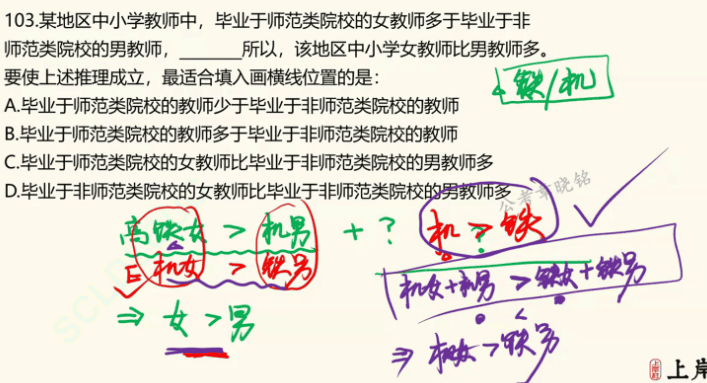 103.某地区中小学教师中，毕业于师范类院校的女教师多于毕业于非
师范类院校的男教师，________所以，该地区中小学女教师比男教师多。
要使上述推理成立，最适合填入画横线位置的是：
铁/机
A.毕业于师范类院校的教师少于毕业于非师范类院校的教师
B.毕业于师范类院校的教师多于毕业于非师范类院校的教师
C.毕业于师范类院校的女教师比毕业于非师范类院校的男教师多
D.毕业于非师范类院校的女教师比毕业于非师范类院校的男教师多
公考章晓铭
高铁女 > 机男 + ? 机 > 铁
E 机女 > 铁男
机女+机男 > 铁女+铁男
⇒ 女 > 男
⇒ 机女 > 铁男
上岸